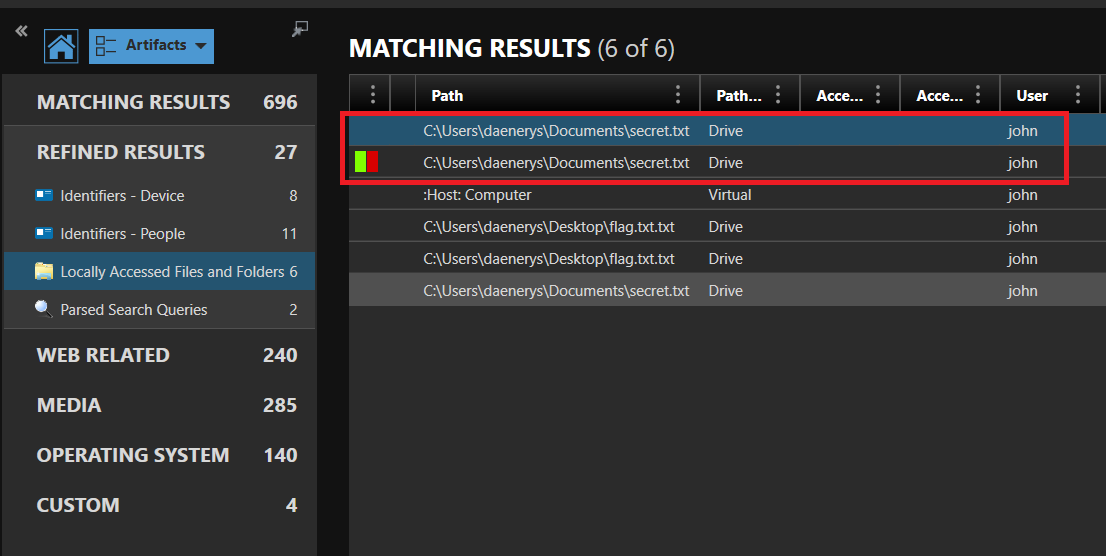 Artifacts
MATCHING RESULTS 696
REFINED RESULTS 27
Identifiers - Device 8
Identifiers - People 11
Locally Accessed Files and Folders 6
Parsed Search Queries 2
WEB RELATED 240
MEDIA 285
OPERATING SYSTEM 140
CUSTOM 4
MATCHING RESULTS (6 of 6)
Path Path... Acce... Acce... User
C:\Users\daenerys\Documents\secret.txt Drive john
C:\Users\daenerys\Documents\secret.txt Drive john
:Host: Computer Virtual john
C:\Users\daenerys\Desktop\flag.txt.txt Drive john
C:\Users\daenerys\Desktop\flag.txt.txt Drive john
C:\Users\daenerys\Documents\secret.txt Drive john